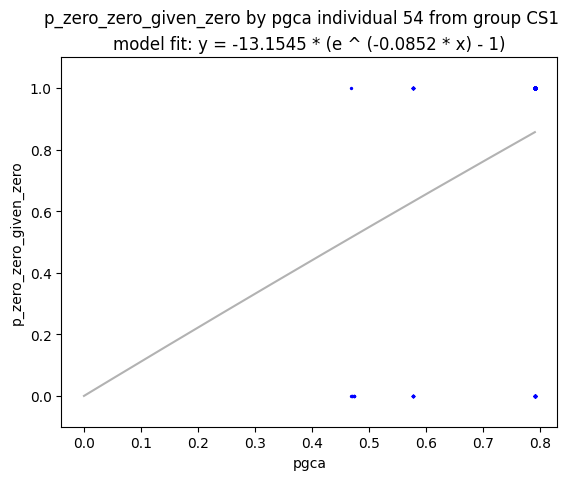 p_zero_zero_given_zero by pgca individual 54 from group CS1
model fit: y = -13.1545 * (e ^ (-0.0852 * x) - 1)
1.0
0.8
0.6
0.4
0.2
0.0
p_zero_zero_given_zero
0.0 0.1 0.2 0.3 0.4 0.5 0.6 0.7 0.8
pgca